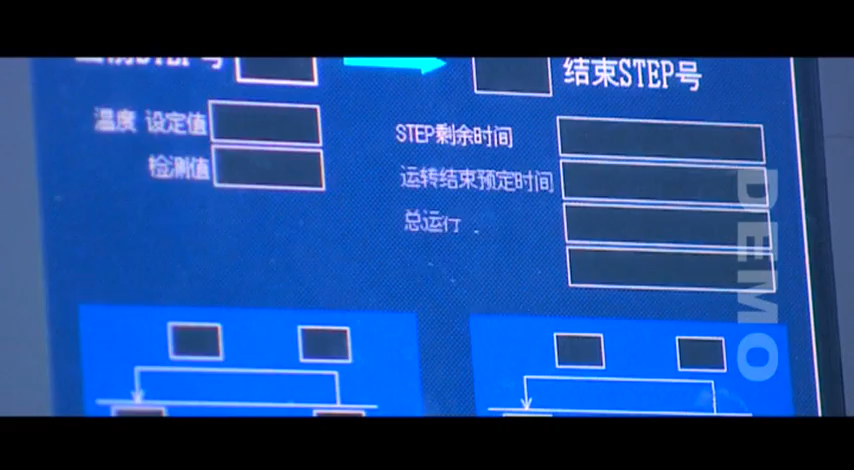 结束STEP号
温度 设定值
检测值
STEP剩余时间
运转结束预定时间
总运行
DEMO